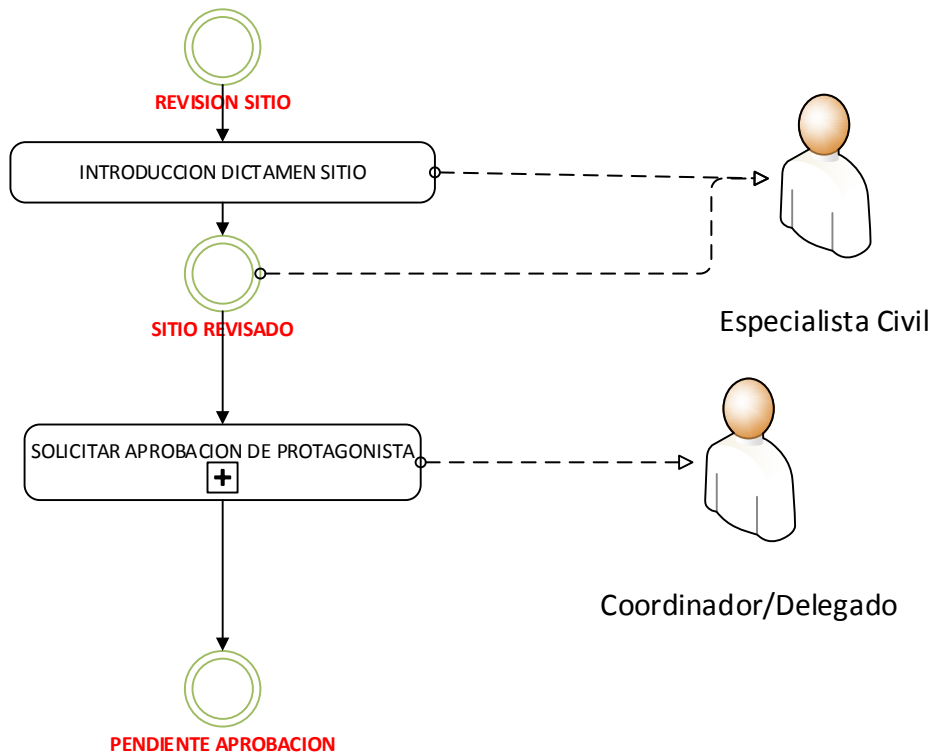 REVISION SITIO
INTRODUCCION DICTAMEN SITIO
SITIO REVISADO
Especialista Civil
SOLICITAR APROBACION DE PROTAGONISTA
Coordinador/Delegado
PENDIENTE APROBACION